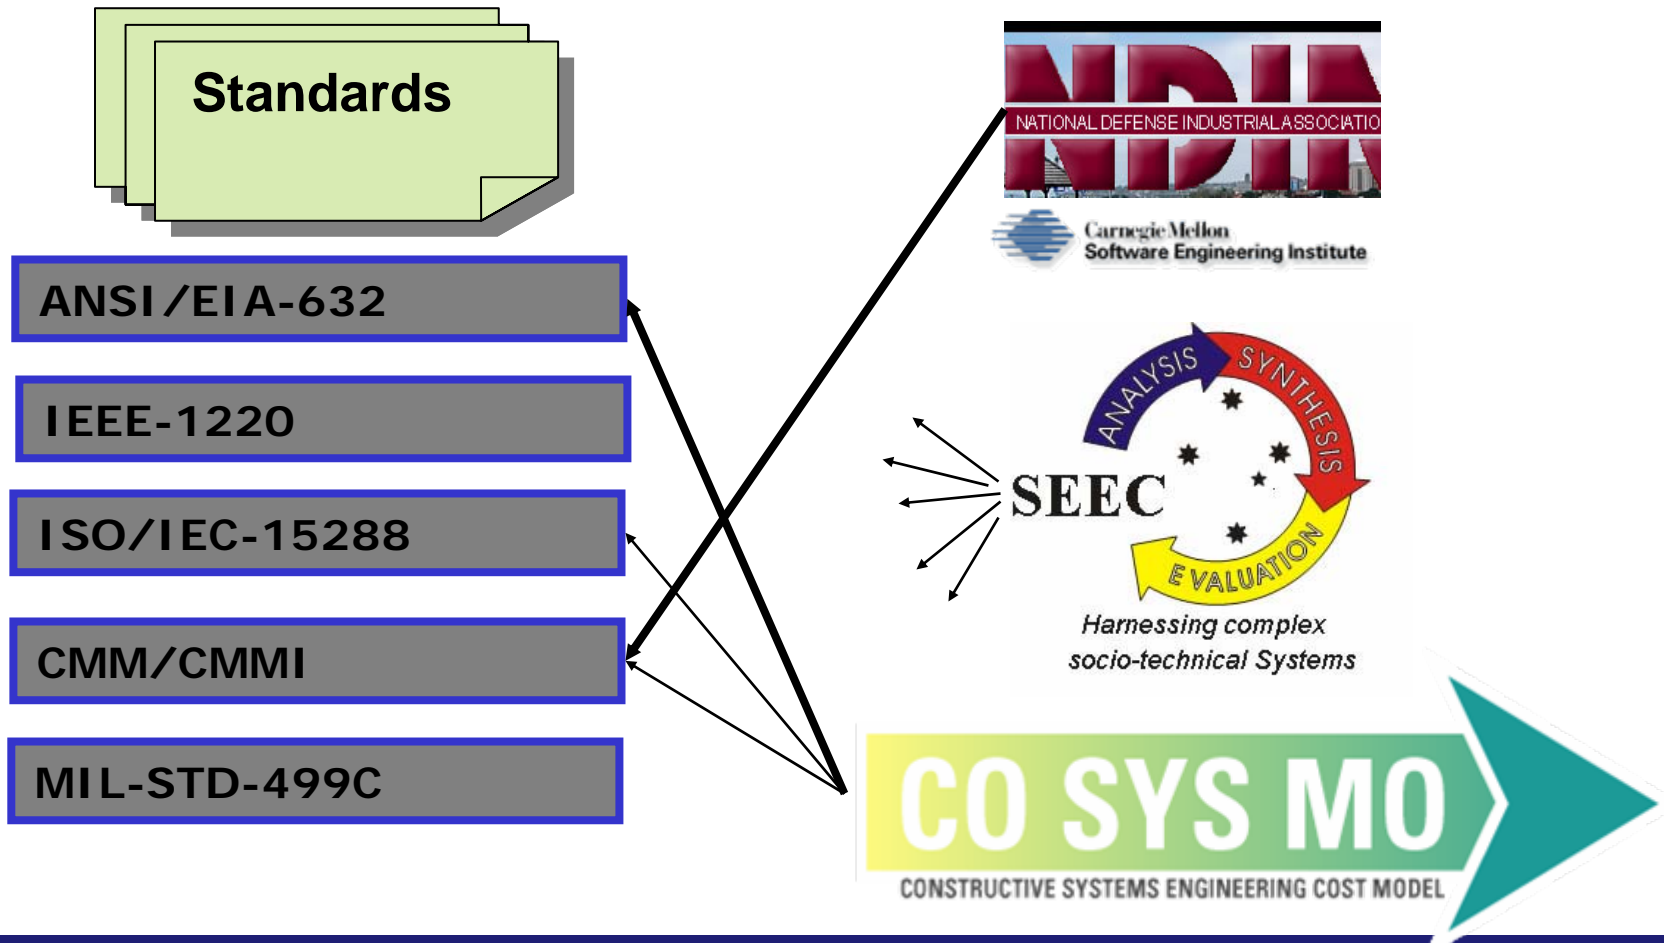 Standards
ANSI/EIA-632
IEEE-1220
ISO/IEC-15288
CMM/CMMI
MIL-STD-499C
NDIA
NATIONAL DEFENSE INDUSTRIAL ASSOCIATIO
Carnegie Mellon
Software Engineering Institute
ANALYSIS
SYNTHESIS
EVALUATION
SEEC
Harnessing complex
socio-technical Systems
CO SYS MO
CONSTRUCTIVE SYSTEMS ENGINEERING COST MODEL